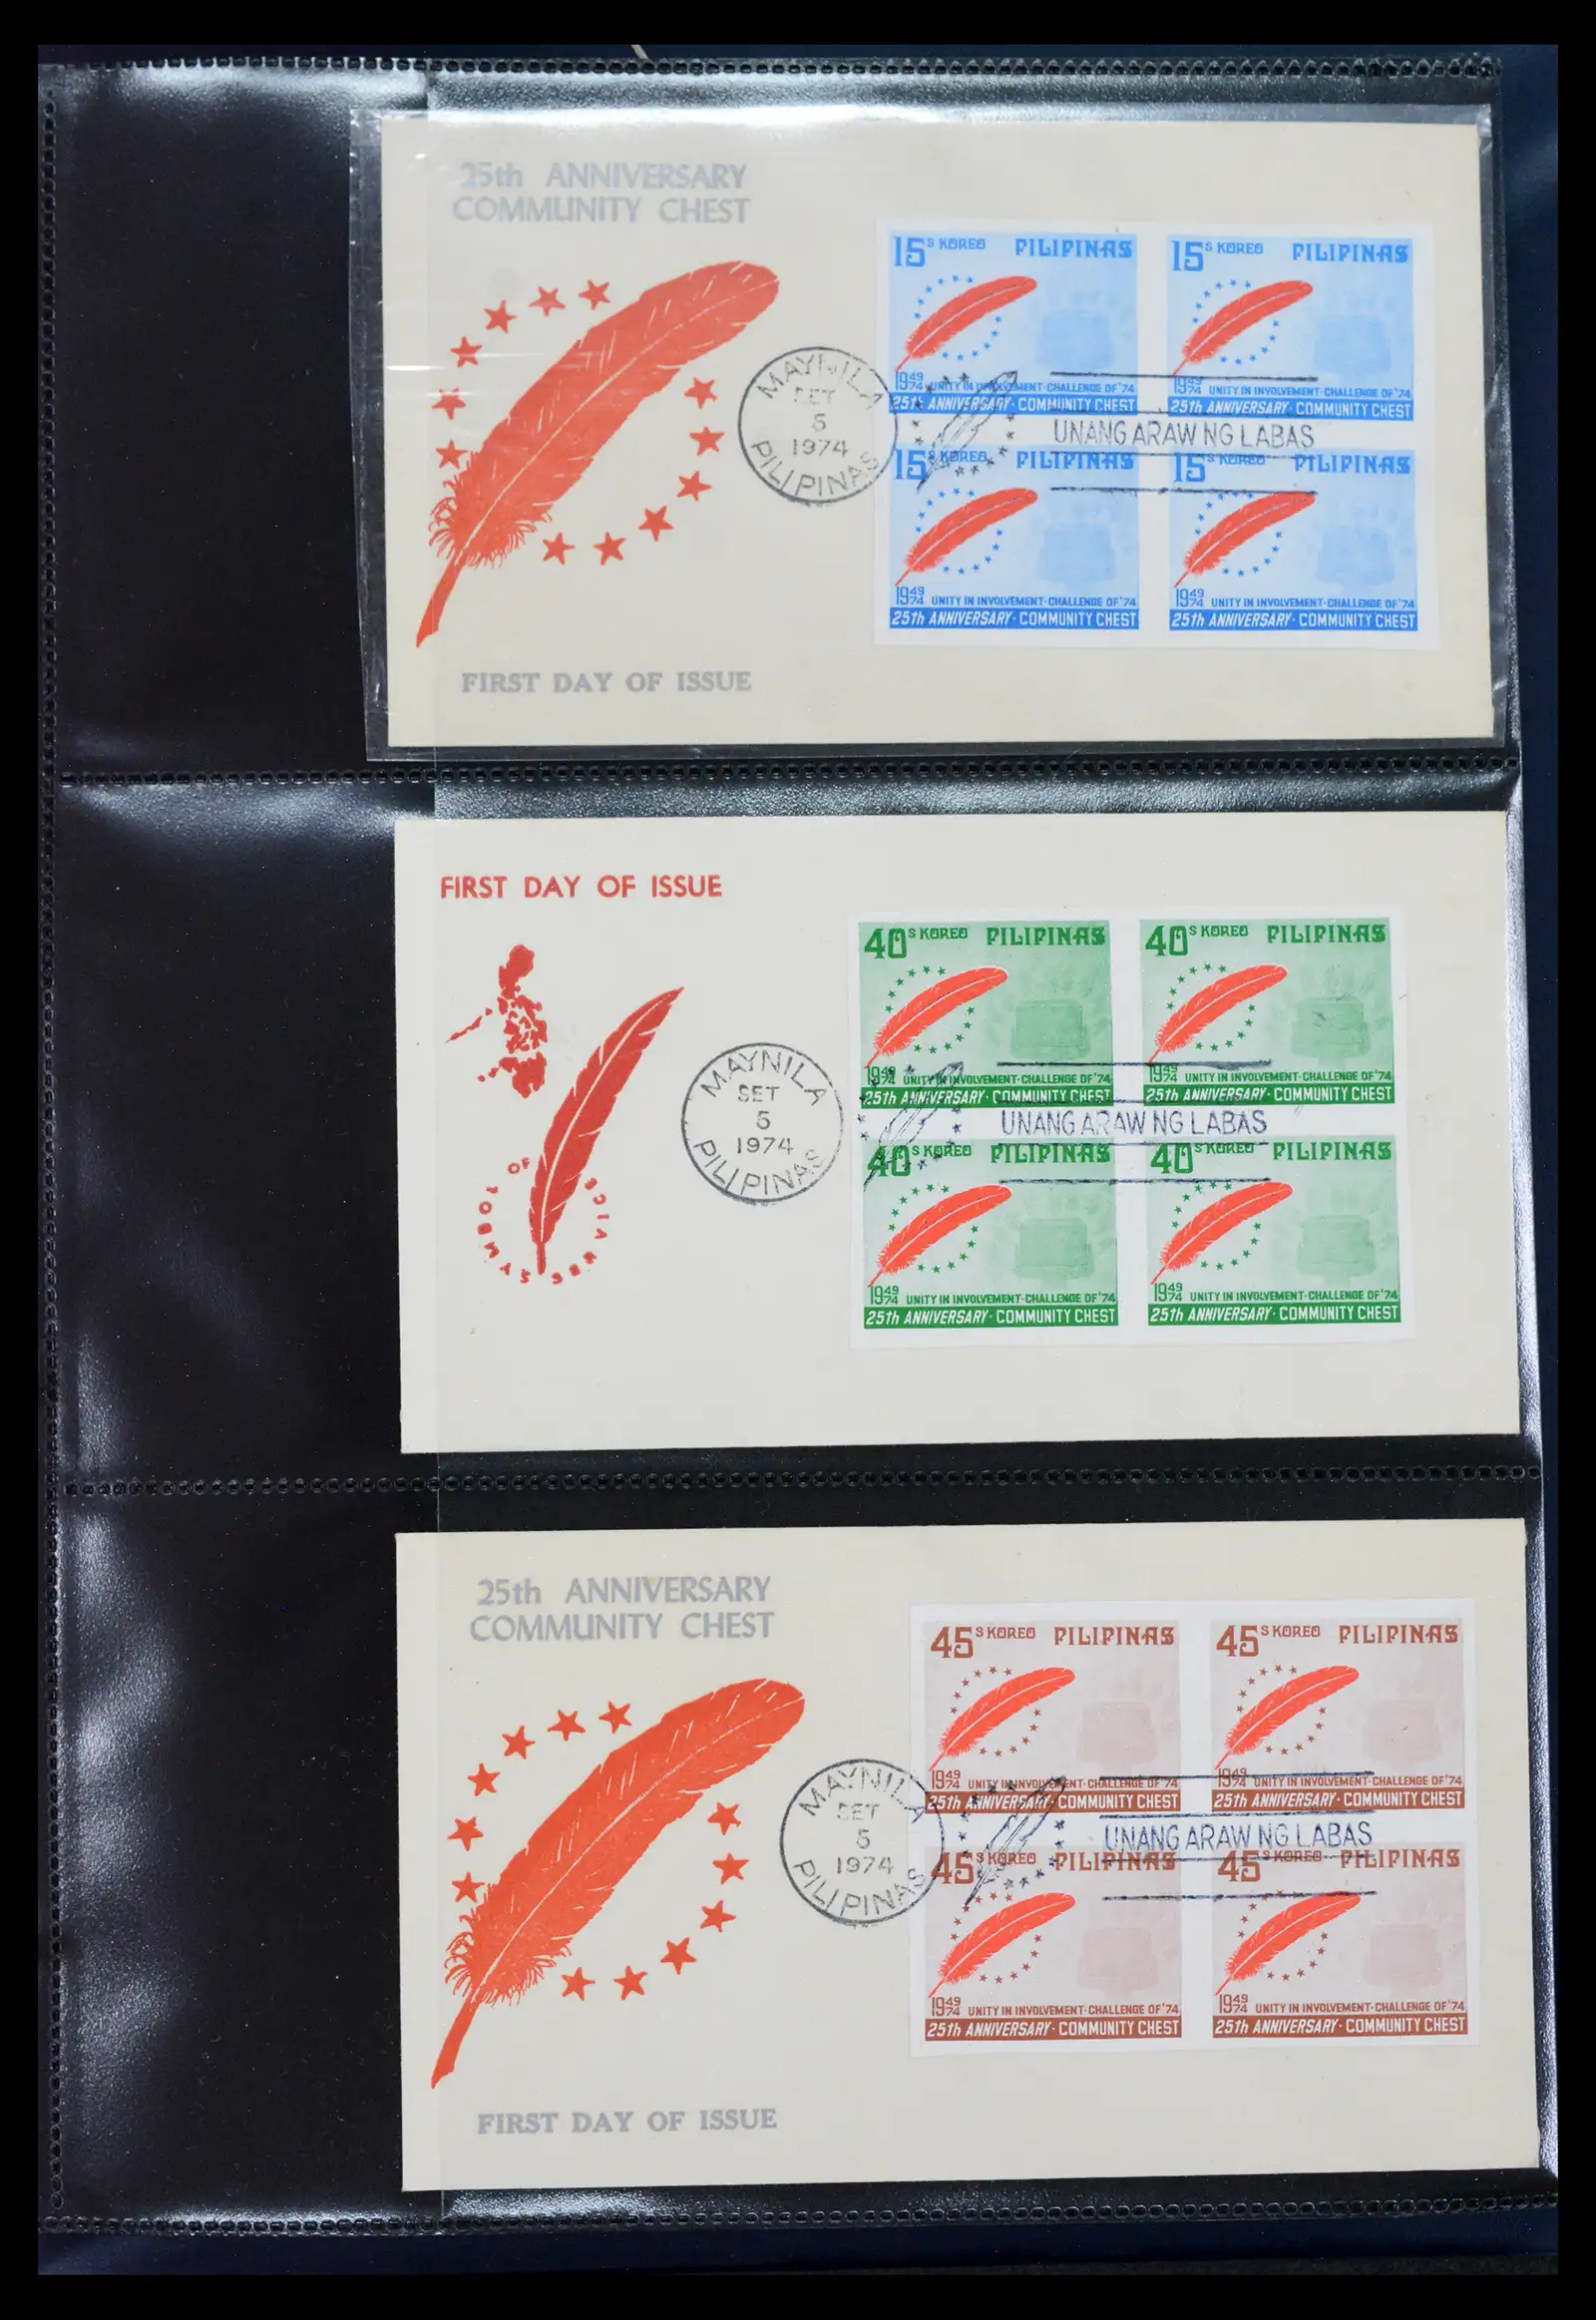 25th ANNIVERSARY
COMMUNITY CHEST
FIRST DAY OF ISSUE
MAYNILA
SET
5
1974
PILIPINAS
15s KOREO PILIPINAS
1949
1974 UNITY IN INVOLVEMENT·CHALLENGE OF '74
25th ANNIVERSARY· COMMUNITY CHEST
15s KOREO PILIPINAS
1949
1974 UNITY IN INVOLVEMENT·CHALLENGE OF '74
25th ANNIVERSARY· COMMUNITY CHEST
UNANG ARAW NG LABAS
15s KOREO PILIPINAS
1949
1974 UNITY IN INVOLVEMENT·CHALLENGE OF '74
25th ANNIVERSARY· COMMUNITY CHEST
15s KOREO PILIPINAS
1949
1974 UNITY IN INVOLVEMENT·CHALLENGE OF '74
25th ANNIVERSARY· COMMUNITY CHEST
FIRST DAY OF ISSUE
SYMBOL OF
MAYNILA
SET
5
1974
PILIPINAS
40s KOREO PILIPINAS
1949
1974 UNITY IN INVOLVEMENT·CHALLENGE OF '74
25th ANNIVERSARY· COMMUNITY CHEST
40s KOREO PILIPINAS
1949
1974 UNITY IN INVOLVEMENT·CHALLENGE OF '74
25th ANNIVERSARY· COMMUNITY CHEST
UNANG ARAW NG LABAS
40s KOREO PILIPINAS
1949
1974 UNITY IN INVOLVEMENT·CHALLENGE OF '74
25th ANNIVERSARY· COMMUNITY CHEST
40s KOREO PILIPINAS
1949
1974 UNITY IN INVOLVEMENT·CHALLENGE OF '74
25th ANNIVERSARY· COMMUNITY CHEST
25th ANNIVERSARY
COMMUNITY CHEST
FIRST DAY OF ISSUE
MAYNILA
SET
5
1974
PILIPINAS
45s KOREO PILIPINAS
1949
1974 UNITY IN INVOLVEMENT·CHALLENGE OF '74
25th ANNIVERSARY· COMMUNITY CHEST
45s KOREO PILIPINAS
1949
1974 UNITY IN INVOLVEMENT·CHALLENGE OF '74
25th ANNIVERSARY· COMMUNITY CHEST
UNANG ARAW NG LABAS
45s KOREO PILIPINAS
1949
1974 UNITY IN INVOLVEMENT·CHALLENGE OF '74
25th ANNIVERSARY· COMMUNITY CHEST
45s KOREO PILIPINAS
1949
1974 UNITY IN INVOLVEMENT·CHALLENGE OF '74
25th ANNIVERSARY· COMMUNITY CHEST